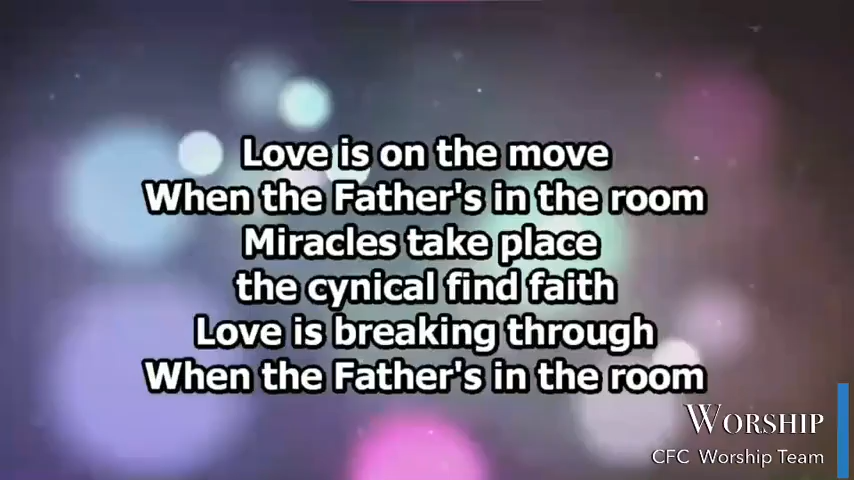 Love is on the move
When the Father's in the room
Miracles take place
the cynical find faith
Love is breaking through
When the Father's in the room
WORSHIP
CFC Worship Team